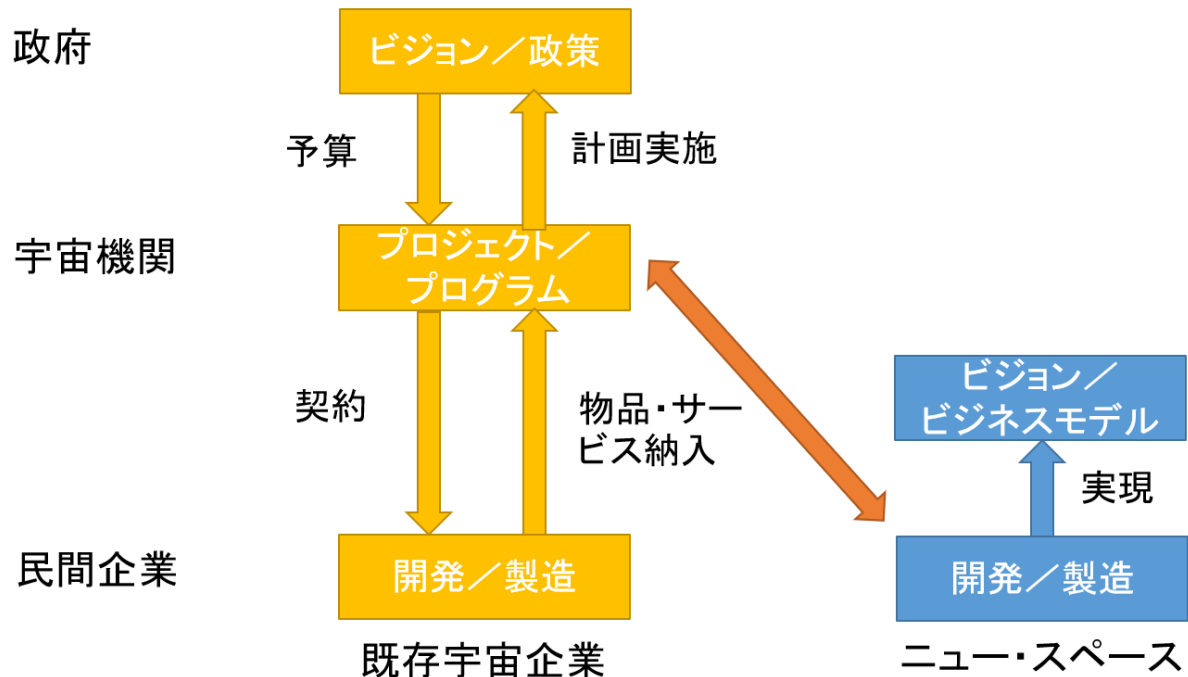 政府
ビジョン／政策
予算
計画実施
宇宙機関
プロジェクト／
プログラム
契約
物品・サー
ビス納入
ビジョン／
ビジネスモデル
実現
民間企業
開発／製造
開発／製造
既存宇宙企業
ニュー・スペース